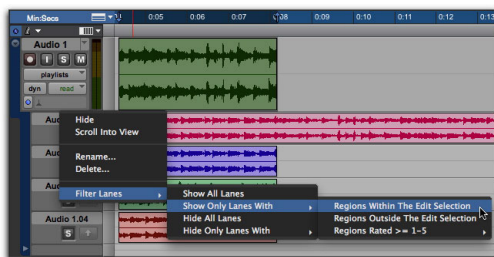 Min:Secs 0:05 0:06 0:07 0:08 0:09 0:10 0:11 0:12
Audio 1
I S M
playlists
dyn read
Hide
Scroll Into View
Rename...
Delete...
Filter Lanes
Show All Lanes
Show Only Lanes With
Hide All Lanes
Hide Only Lanes With
Regions Within The Edit Selection
Regions Outside The Edit Selection
Regions Rated >= 1-5
Audio 1.04
S